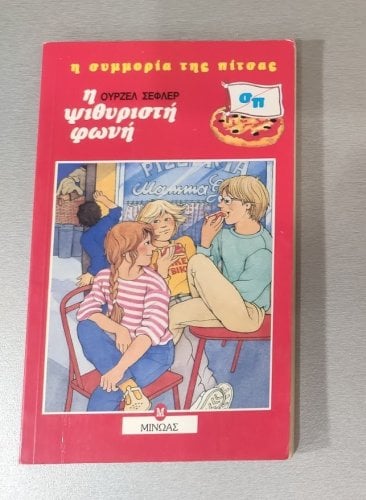 η συμμορία της πίτσας
ΟΥΡΖΕΛ ΣΕΦΛΕΡ
η
ψιθυριστή
φωνή
σπ
PIZZERIA
Mamma
M
ΜΙΝΩΑΣ